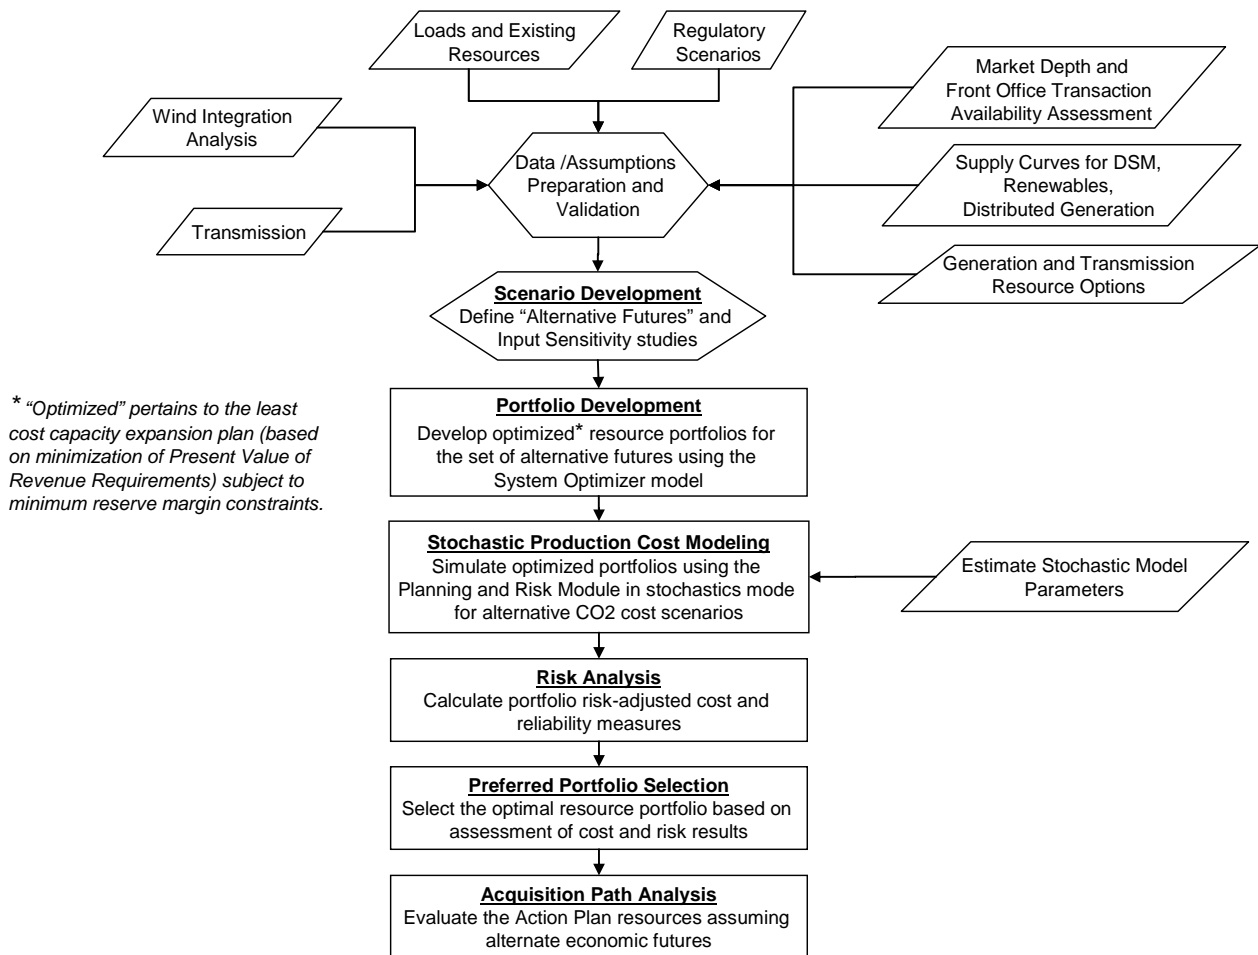 Loads and Existing
Resources
Regulatory
Scenarios
Wind Integration
Analysis
Transmission
Data /Assumptions
Preparation and
Validation
Market Depth and
Front Office Transaction
Availability Assessment
Supply Curves for DSM,
Renewables,
Distributed Generation
Generation and Transmission
Resource Options
Scenario Development
Define “Alternative Futures” and
Input Sensitivity studies
* “Optimized” pertains to the least
cost capacity expansion plan (based
on minimization of Present Value of
Revenue Requirements) subject to
minimum reserve margin constraints.
Portfolio Development
Develop optimized* resource portfolios for
the set of alternative futures using the
System Optimizer model
Stochastic Production Cost Modeling
Simulate optimized portfolios using the
Planning and Risk Module in stochastics mode
for alternative CO2 cost scenarios
Estimate Stochastic Model
Parameters
Risk Analysis
Calculate portfolio risk-adjusted cost and
reliability measures
Preferred Portfolio Selection
Select the optimal resource portfolio based on
assessment of cost and risk results
Acquisition Path Analysis
Evaluate the Action Plan resources assuming
alternate economic futures